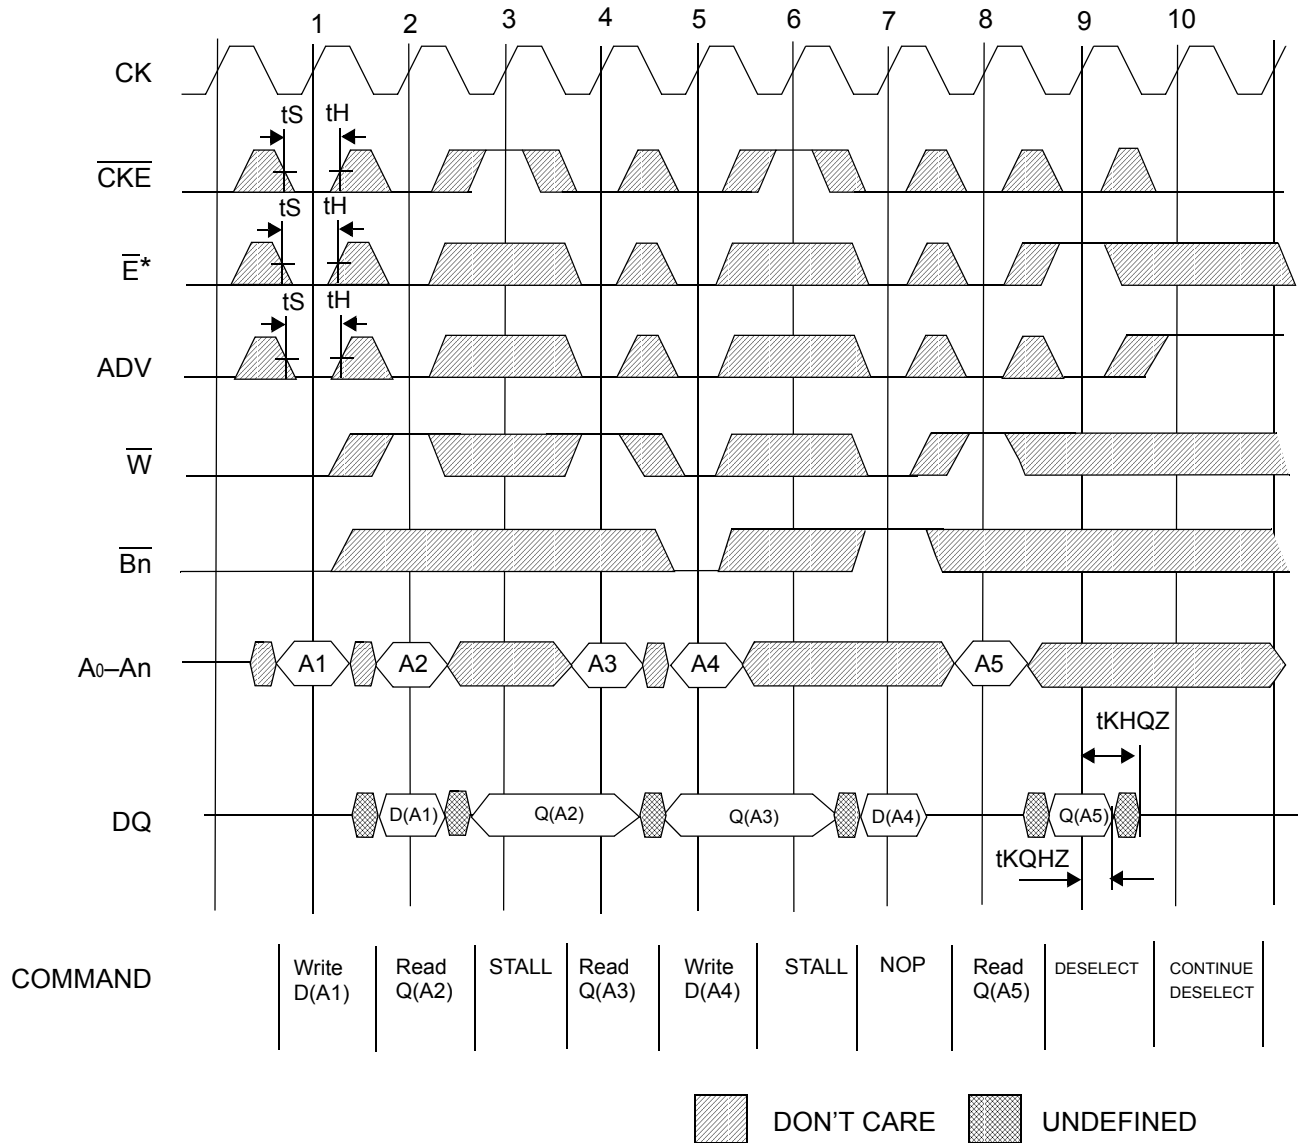 1 2 3 4 5 6 7 8 9 10
CK
tS tH
CKE
tS tH
E*
tS tH
ADV
W
Bn
A0–An A1 A2 A3 A4 A5
tKHQZ
DQ D(A1) Q(A2) Q(A3) D(A4) Q(A5)
tKQHZ
COMMAND
Write D(A1)
Read Q(A2)
STALL
Read Q(A3)
Write D(A4)
STALL
NOP
Read Q(A5)
DESELECT
CONTINUE DESELECT
DON'T CARE UNDEFINED